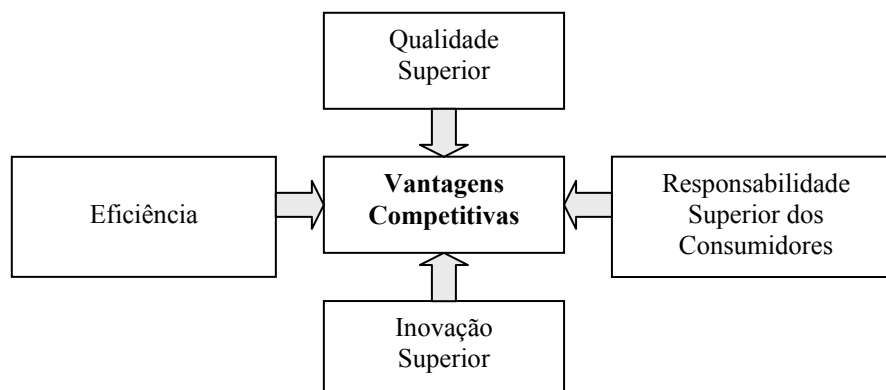 Qualidade
Superior
Eficiência
Vantagens
Competitivas
Responsabilidade
Superior dos
Consumidores
Inovação
Superior